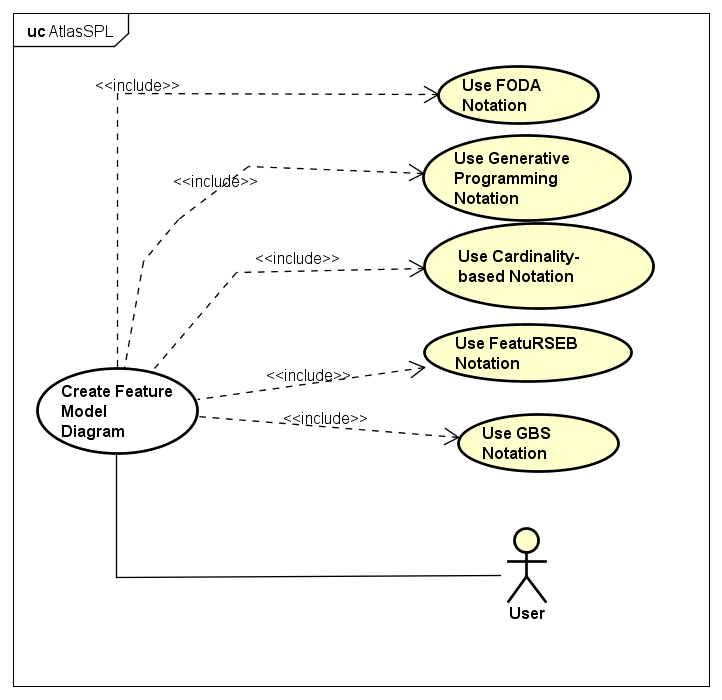 uc AtlasSPL
<<include>>
Use FODA
Notation
<<include>>
Use Generative
Programming
Notation
<<include>>
Use Cardinality-
based Notation
<<include>>
Use FeatuRSEB
Notation
Create Feature
Model
Diagram
<<include>>
Use GBS
Notation
User